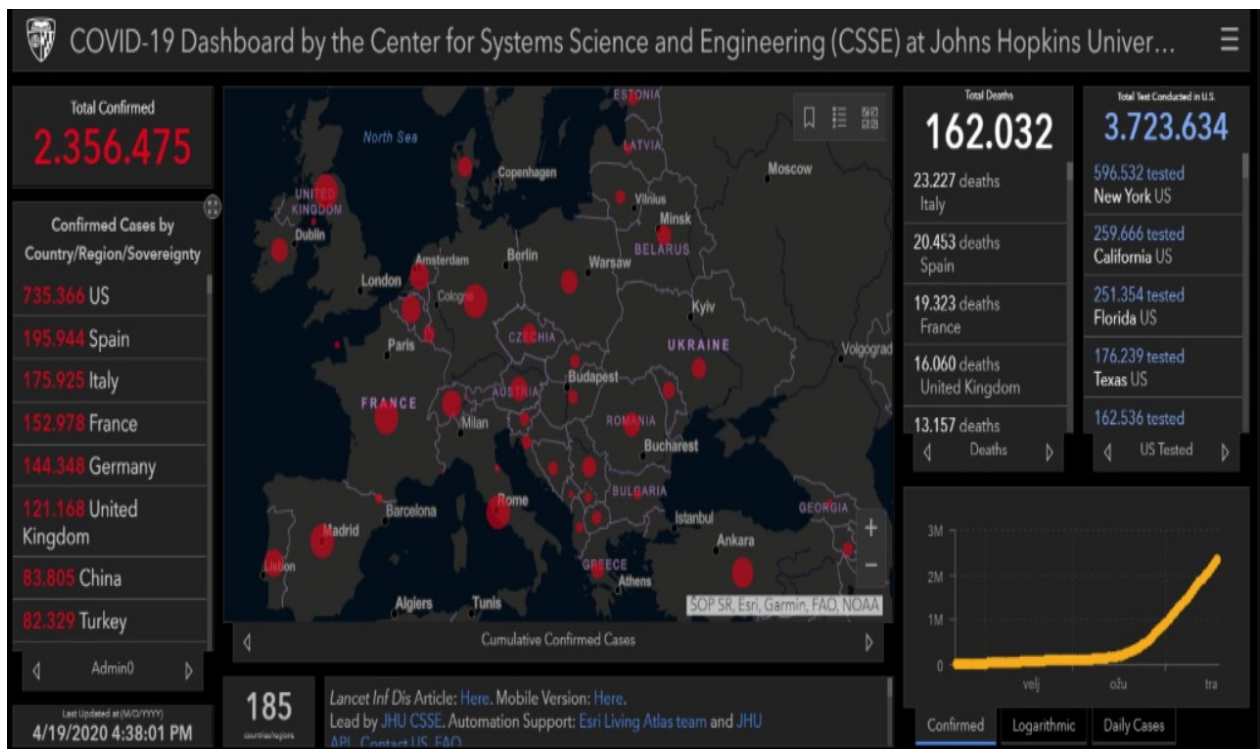 COVID-19 Dashboard by the Center for Systems Science and Engineering (CSSE) at Johns Hopkins Univer...
Total Confirmed
2.356.475
Confirmed Cases by
Country/Region/Sovereignty
735.366 US
195.944 Spain
175.925 Italy
152.978 France
144.348 Germany
121.168 United
Kingdom
83.805 China
82.329 Turkey
Admin0
Last Updated at (M/D/YYYY)
4/19/2020 4:38:01 PM
North Sea
ESTONIA
LATVIA
Moscow
Copenhagen
Vilnius
UNITED
KINGDOM
Minsk
Dublin
BELARUS
Amsterdam
Berlin
Warsaw
London
Cologne
Kyiv
Paris
CZECHIA
UKRAINE
Volgograd
Budapest
AUSTRIA
FRANCE
Milan
ROMANIA
Bucharest
BULGARIA
Rome
Barcelona
GEORGIA
Istanbul
Madrid
Ankara
Lisbon
GREECE
Athens
Algiers
Tunis
ŠOP SR, Esri, Garmin, FAO, NOAA
Cumulative Confirmed Cases
185
countries/regions
Lancet Inf Dis Article: Here. Mobile Version: Here.
Lead by JHU CSSE. Automation Support: Esri Living Atlas team and JHU
APL. Contact US. FAQ.
Total Deaths
162.032
23.227 deaths
Italy
20.453 deaths
Spain
19.323 deaths
France
16.060 deaths
United Kingdom
13.157 deaths
Deaths
Total Test Conducted in U.S.
3.723.634
596.532 tested
New York US
259.666 tested
California US
251.354 tested
Florida US
176.239 tested
Texas US
162.536 tested
US Tested
3M
2M
1M
0
velj
ožu
tra
Confirmed
Logarithmic
Daily Cases